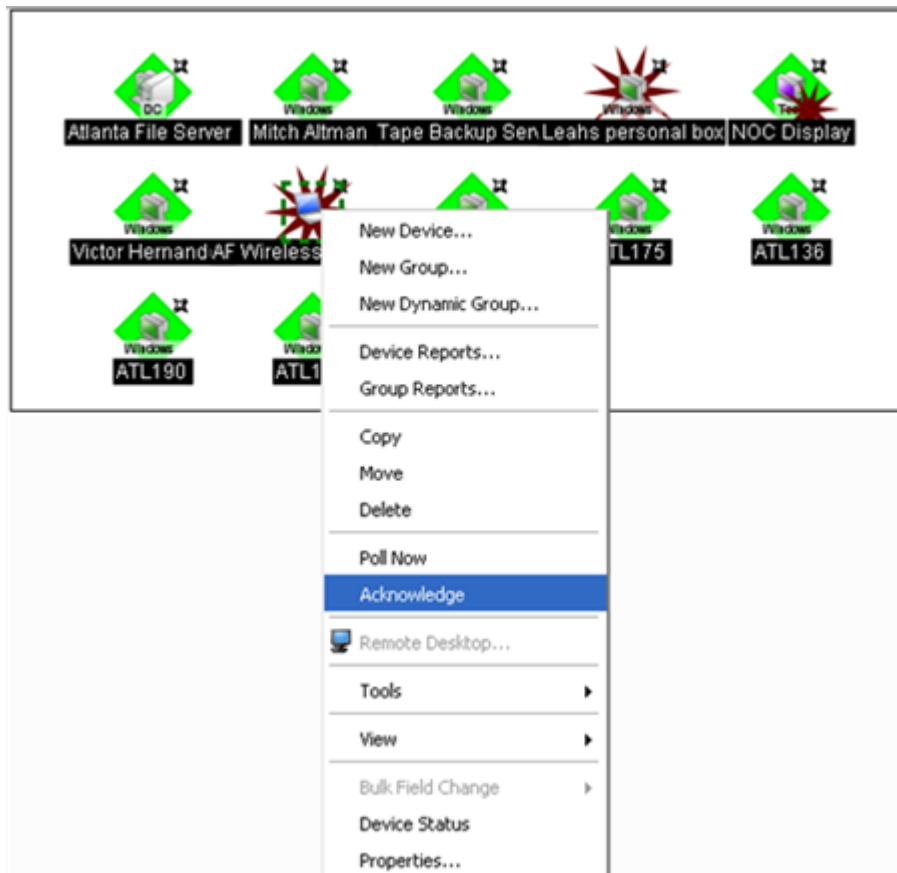 DC
Windows
Windows
Windows
Atlanta File Server
Mitch Altman
Tape Backup Ser
Leahs personal box
NOC Display
Windows
Windows
Windows
Victor Hernand
AF Wireless
TL175
ATL136
Windows
ATL190
ATL1
New Device...
New Group...
New Dynamic Group...
Device Reports...
Group Reports...
Copy
Move
Delete
Poll Now
Acknowledge
Remote Desktop...
Tools
View
Bulk Field Change
Device Status
Properties...